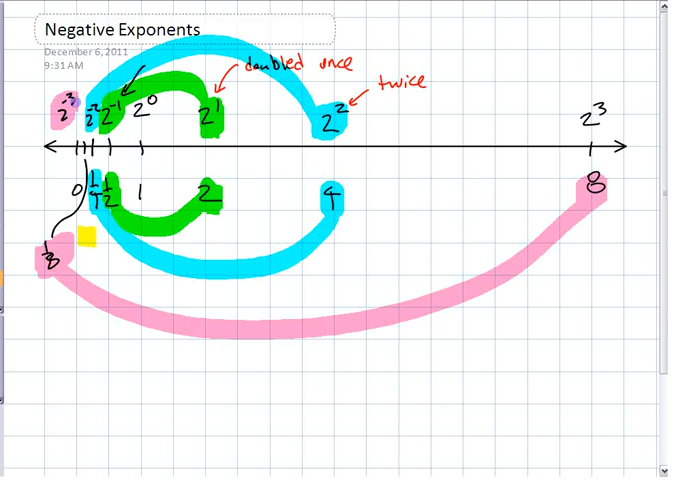 Negative Exponents
December 6, 2011
9:31 AM
doubled once
twice
2⁻³ 2⁻² 2⁻¹ 2⁰ 2¹ 2² 2³
0 1/4 1/2 1 2 4 8
1/8